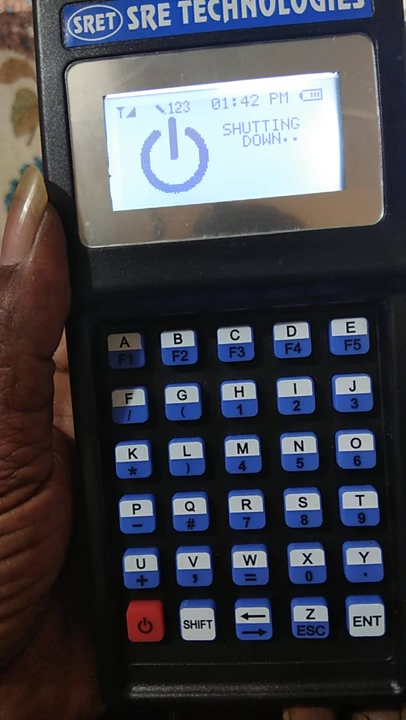 SRET SRE TECHNOLOGIES
123 01:42 PM
SHUTTING
DOWN..
A B C D E
F1 F2 F3 F4 F5
F G H I J
/ ( 1 2 3
K L M N O
* ) 4 5 6
P Q R S T
- # 7 8 9
U V W X Y
+ , = 0 .
SHIFT Z ENT
ESC